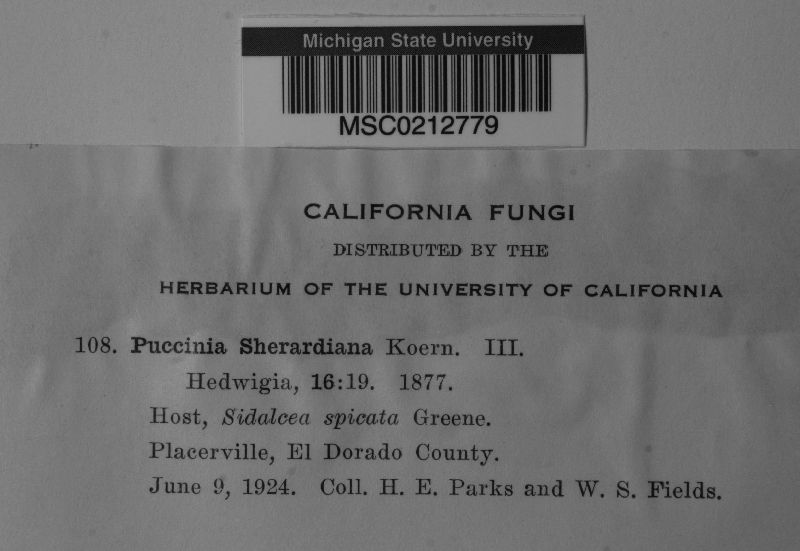 Michigan State University
MSC0212779
CALIFORNIA FUNGI
DISTRIBUTED BY THE
HERBARIUM OF THE UNIVERSITY OF CALIFORNIA
108. Puccinia Sherardiana Koern. III.
Hedwigia, 16:19. 1877.
Host, Sidalcea spicata Greene.
Placerville, El Dorado County.
June 9, 1924. Coll. H. E. Parks and W. S. Fields.